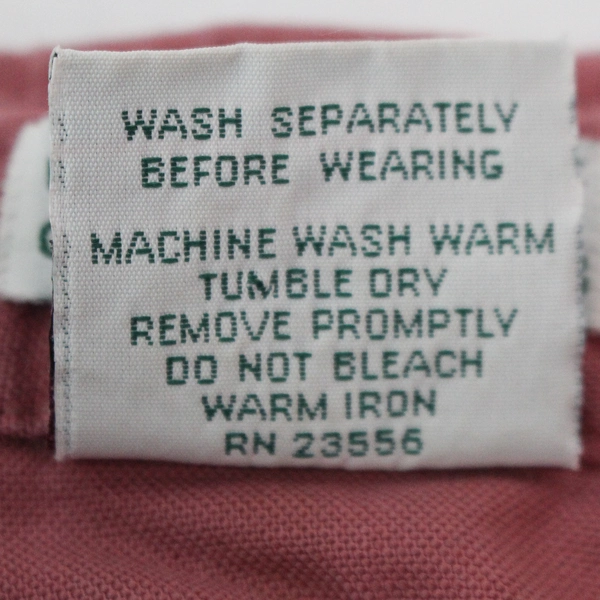 WASH SEPARATELY
BEFORE WEARING
MACHINE WASH WARM
TUMBLE DRY
REMOVE PROMPTLY
DO NOT BLEACH
WARM IRON
RN 23556